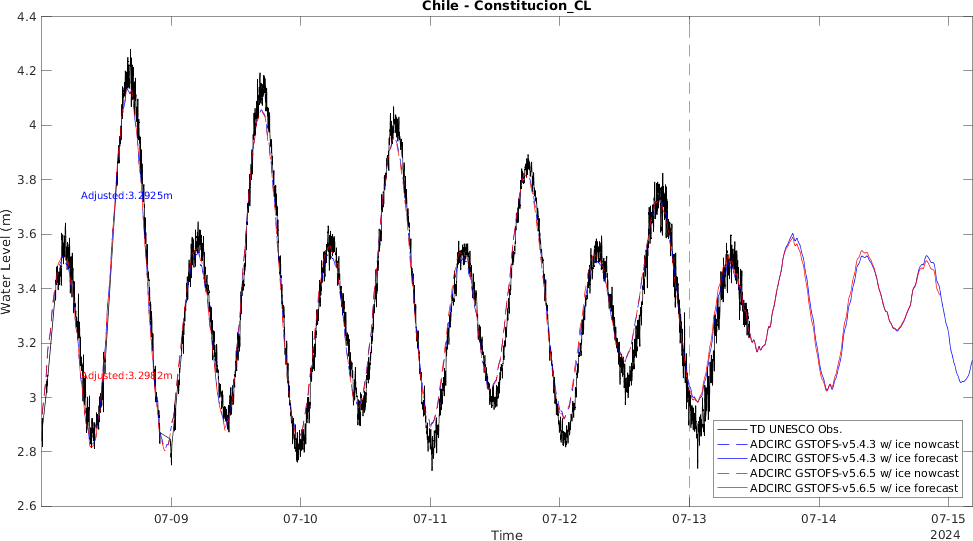 Chile - Constitucion_CL
4.4
4.2
4
3.8
3.6
3.4
3.2
3
2.8
2.6
Water Level (m)
Adjusted:3.2925m
Adjusted:3.2982m
TD UNESCO Obs.
ADCIRC GSTOFS-v5.4.3 w/ ice nowcast
ADCIRC GSTOFS-v5.4.3 w/ ice forecast
ADCIRC GSTOFS-v5.6.5 w/ ice nowcast
ADCIRC GSTOFS-v5.6.5 w/ ice forecast
07-09 07-10 07-11 07-12 07-13 07-14 07-15
Time
2024